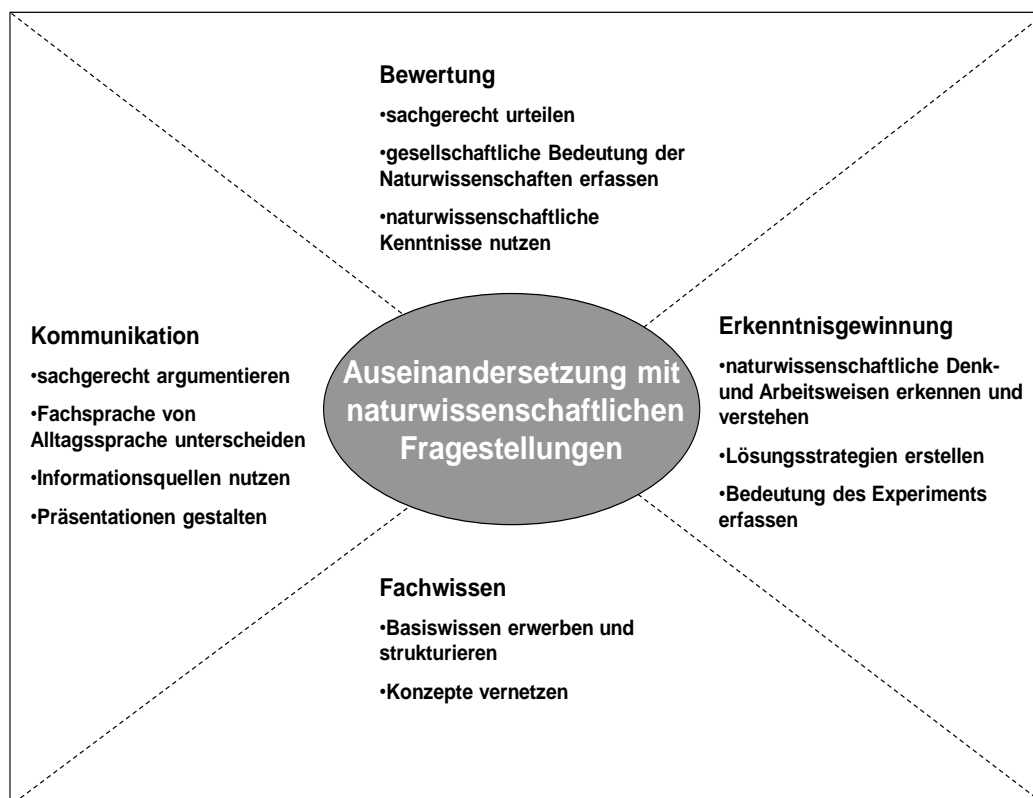 Bewertung
•sachgerecht urteilen
•gesellschaftliche Bedeutung der
Naturwissenschaften erfassen
•naturwissenschaftliche
Kenntnisse nutzen
Kommunikation
•sachgerecht argumentieren
•Fachsprache von
Alltagssprache unterscheiden
•Informationsquellen nutzen
•Präsentationen gestalten
Auseinandersetzung mit
naturwissenschaftlichen
Fragestellungen
Erkenntnisgewinnung
•naturwissenschaftliche Denk-
und Arbeitsweisen erkennen und
verstehen
•Lösungsstrategien erstellen
•Bedeutung des Experiments
erfassen
Fachwissen
•Basiswissen erwerben und
strukturieren
•Konzepte vernetzen